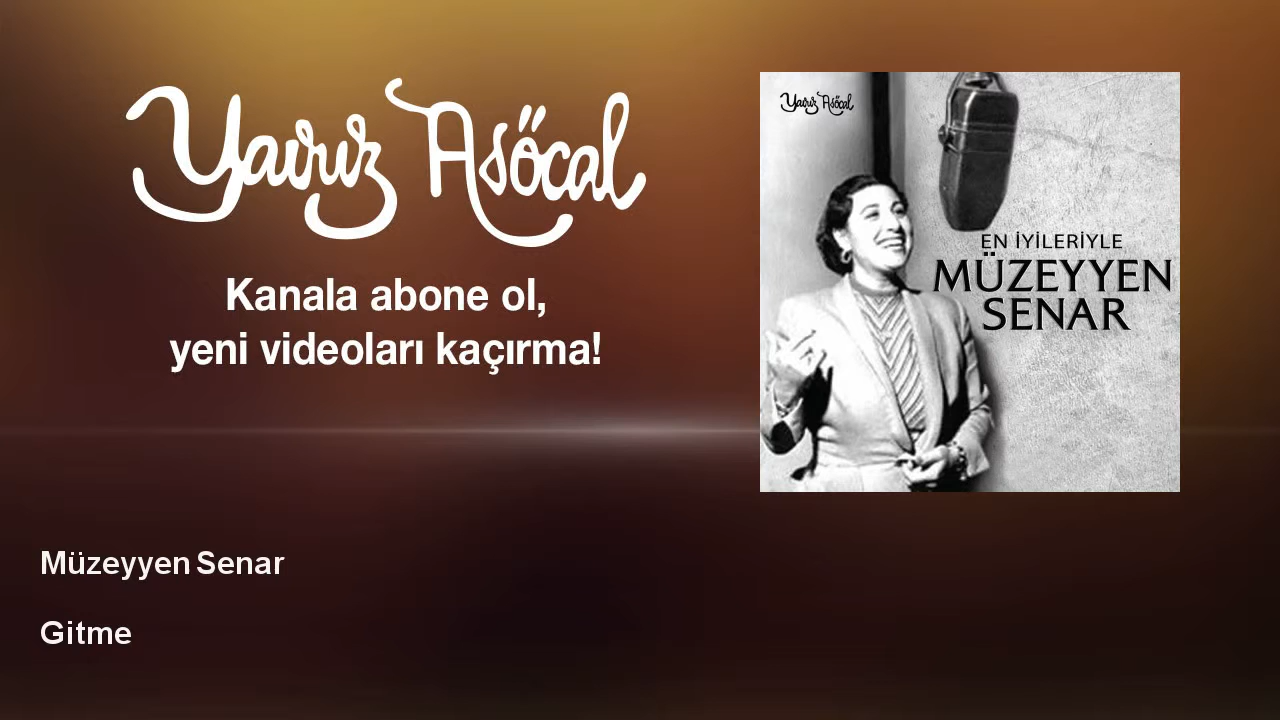 Yavuz Asöcal
Kanala abone ol,
yeni videoları kaçırma!
Yavuz Asöcal
EN İYİLERİYLE
MÜZEYYEN
SENAR
Müzeyyen Senar
Gitme